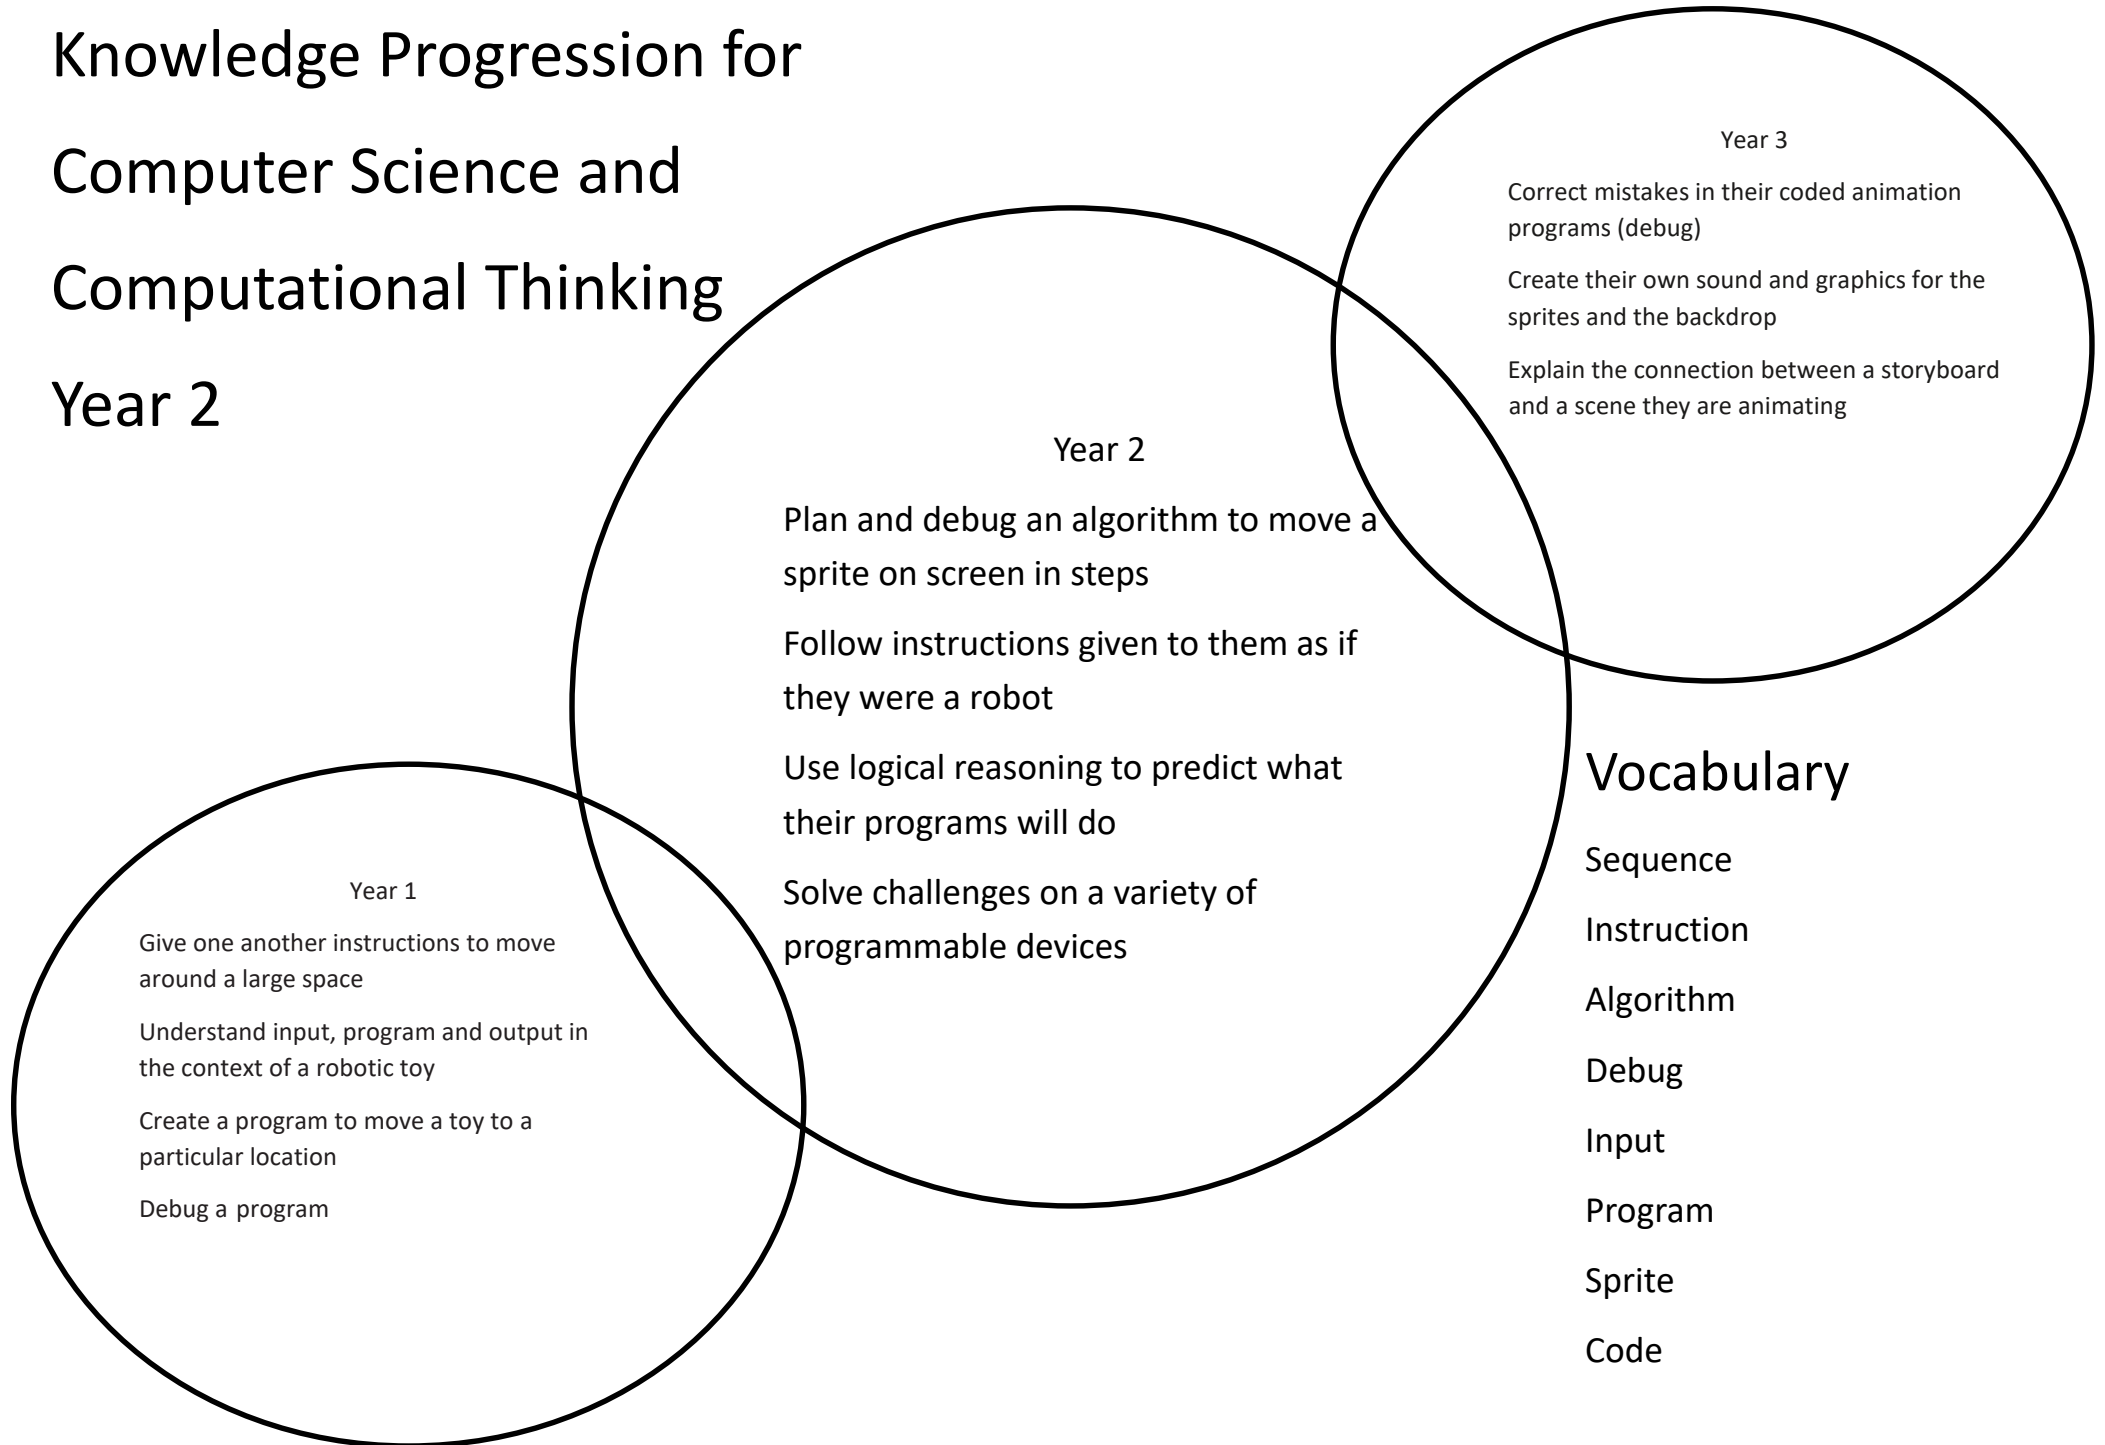 Knowledge Progression for
Computer Science and
Computational Thinking
Year 2
Year 3
Correct mistakes in their coded animation
programs (debug)
Create their own sound and graphics for the
sprites and the backdrop
Explain the connection between a storyboard
and a scene they are animating
Year 2
Plan and debug an algorithm to move a
sprite on screen in steps
Follow instructions given to them as if
they were a robot
Use logical reasoning to predict what
their programs will do
Solve challenges on a variety of
programmable devices
Year 1
Give one another instructions to move
around a large space
Understand input, program and output in
the context of a robotic toy
Create a program to move a toy to a
particular location
Debug a program
Vocabulary
Sequence
Instruction
Algorithm
Debug
Input
Program
Sprite
Code